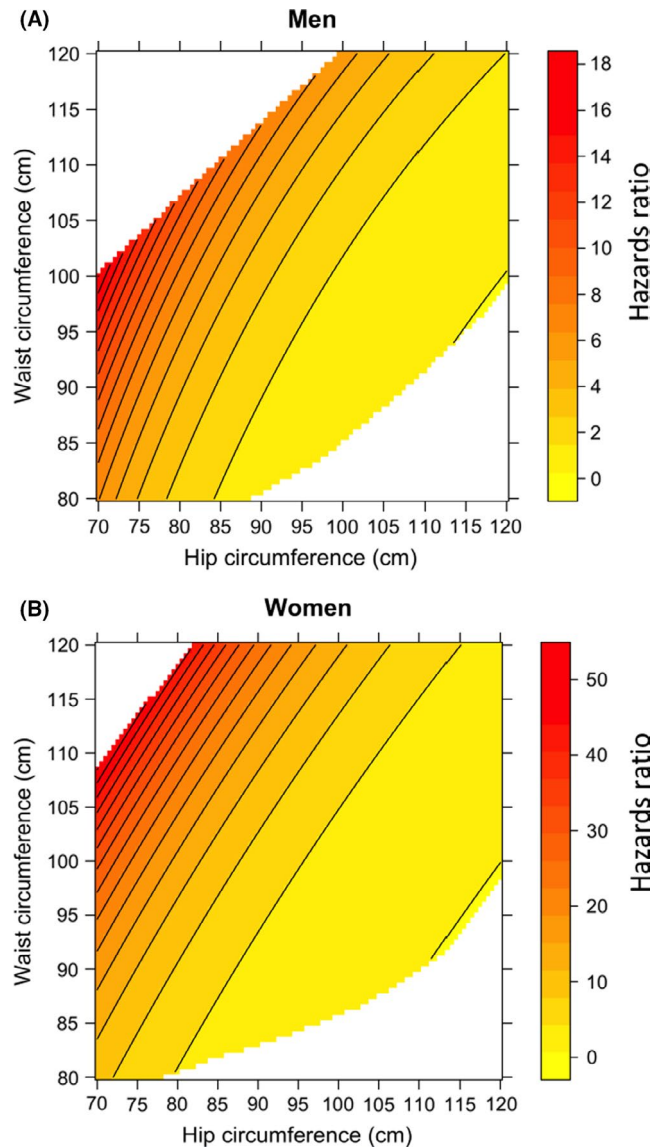 (A)
Men
120
115
110
105
100
95
90
85
80
Waist circumference (cm)
70 75 80 85 90 95 100 105 110 115 120
Hip circumference (cm)
18
16
14
12
10
8
6
4
2
0
Hazards ratio
(B)
Women
120
115
110
105
100
95
90
85
80
Waist circumference (cm)
70 75 80 85 90 95 100 105 110 115 120
Hip circumference (cm)
50
40
30
20
10
0
Hazards ratio